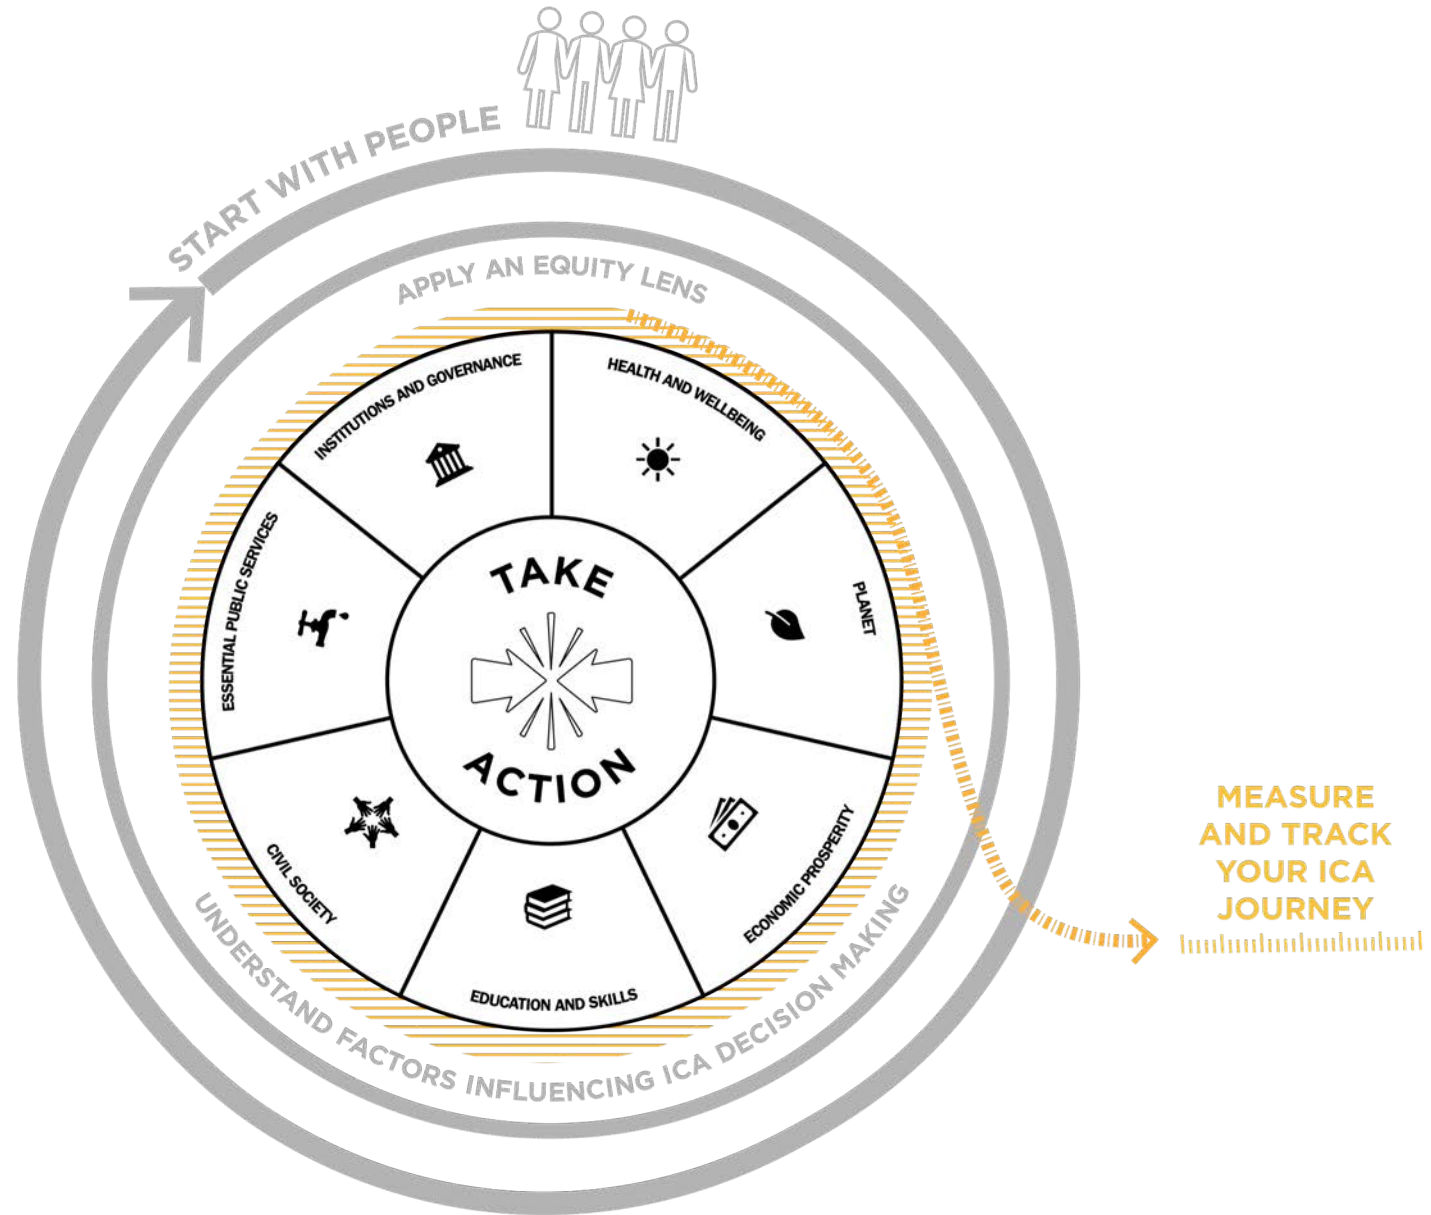 START WITH PEOPLE
APPLY AN EQUITY LENS
INSTITUTIONS AND GOVERNANCE
HEALTH AND WELLBEING
ESSENTIAL PUBLIC SERVICES
PLANET
TAKE
ACTION
CIVIL SOCIETY
ECONOMIC PROSPERITY
EDUCATION AND SKILLS
UNDERSTAND FACTORS INFLUENCING ICA DECISION MAKING
MEASURE
AND TRACK
YOUR ICA
JOURNEY